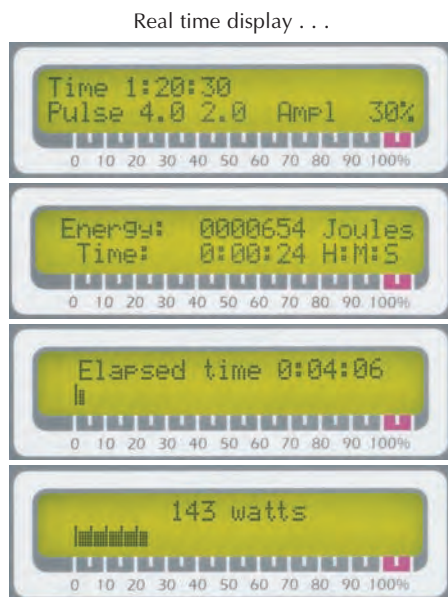 Real time display . . .
Time 1:20:30
Pulse 4.0 2.0 Ampl 30%
0 10 20 30 40 50 60 70 80 90 100%
Energy: 0000654 Joules
Time: 0:00:24 H:M:S
0 10 20 30 40 50 60 70 80 90 100%
Elapsed time 0:04:06
0 10 20 30 40 50 60 70 80 90 100%
143 watts
0 10 20 30 40 50 60 70 80 90 100%